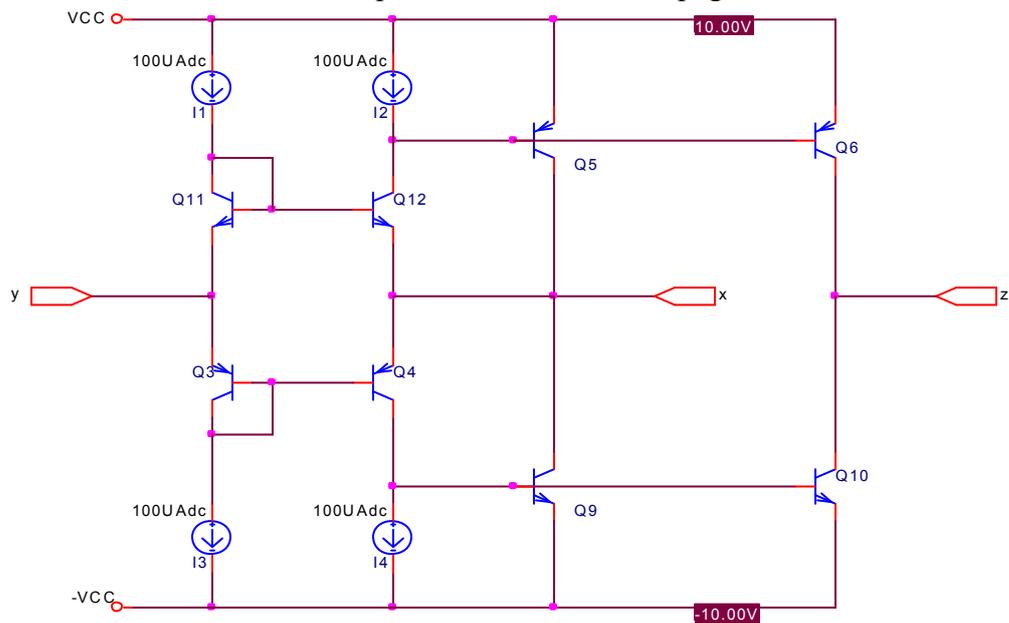 VCC
10.00V
100UAdc
100UAdc
I1
I2
Q5
Q6
Q11
Q12
y
x
z
Q3
Q4
Q10
100UAdc
100UAdc
Q9
I3
I4
-VCC
-10.00V